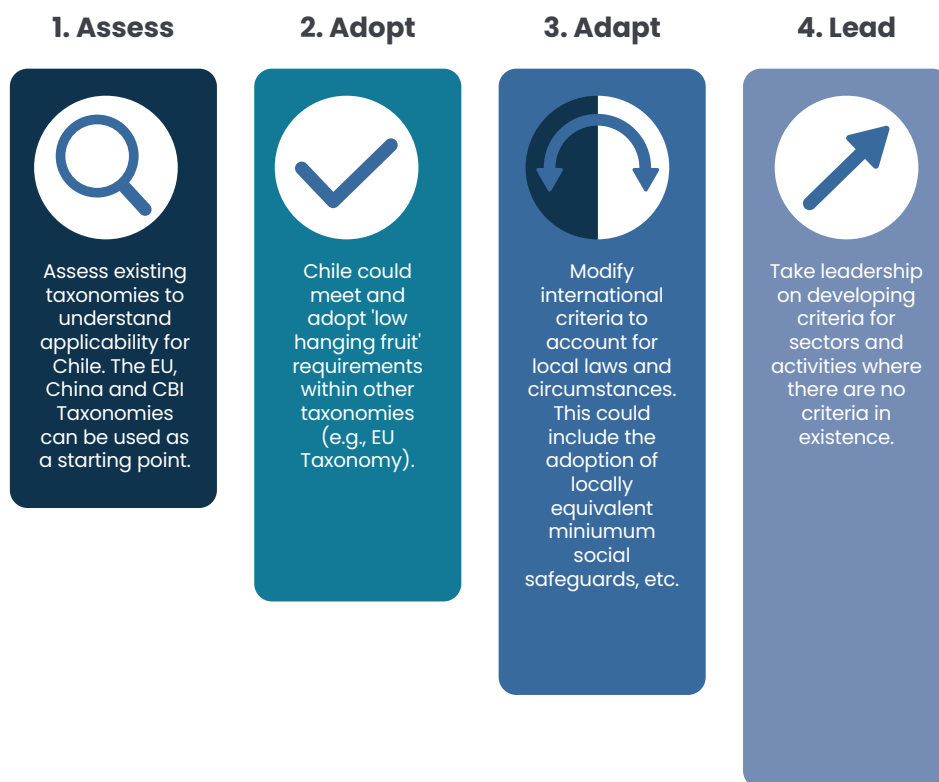 1. Assess
Assess existing
taxonomies to
understand
applicability for
Chile. The EU,
China and CBI
Taxonomies
can be used as
a starting point.
2. Adopt
Chile could
meet and
adopt 'low
hanging fruit'
requirements
within other
taxonomies
(e.g., EU
Taxonomy).
3. Adapt
Modify
international
criteria to
account for
local laws and
circumstances.
This could
include the
adoption of
locally
equivalent
miniumum
social
safeguards, etc.
4. Lead
Take leadership
on developing
criteria for
sectors and
activities where
there are no
criteria in
existence.